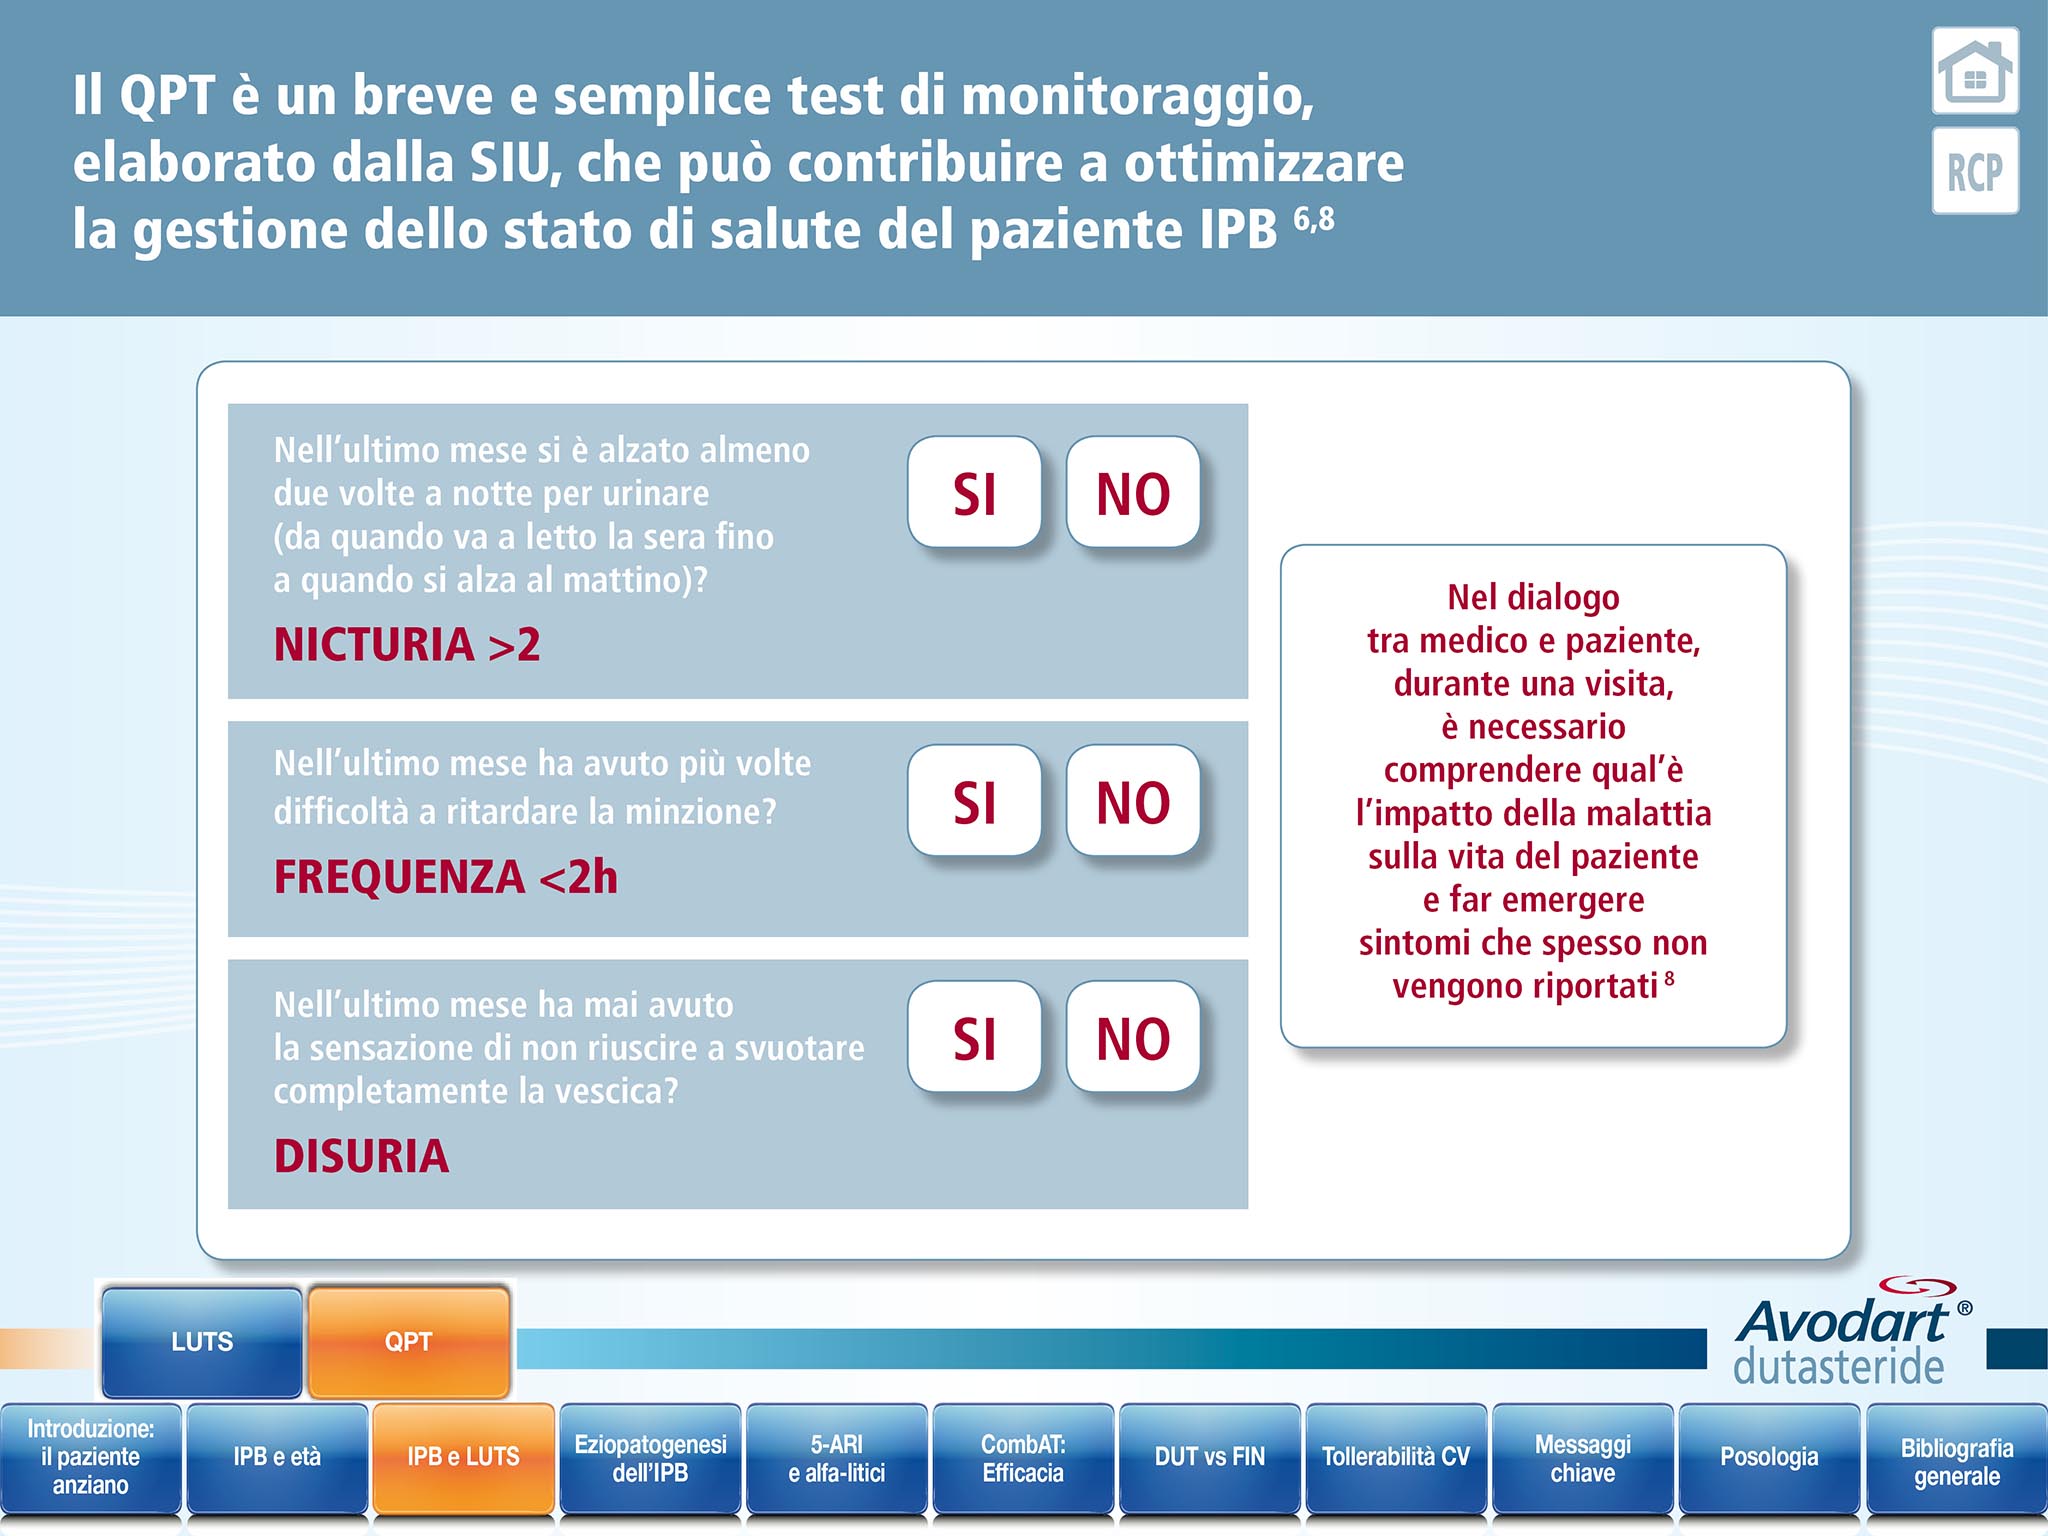 Il QPT è un breve e semplice test di monitoraggio,
elaborato dalla SIU, che può contribuire a ottimizzare
la gestione dello stato di salute del paziente IPB 6,8
RCP
Nell’ultimo mese si è alzato almeno
due volte a notte per urinare
(da quando va a letto la sera fino
a quando si alza al mattino)?
NICTURIA >2
SI NO
Nell’ultimo mese ha avuto più volte
difficoltà a ritardare la minzione?
FREQUENZA <2h
SI NO
Nell’ultimo mese ha mai avuto
la sensazione di non riuscire a svuotare
completamente la vescica?
DISURIA
SI NO
Nel dialogo
tra medico e paziente,
durante una visita,
è necessario
comprendere qual’è
l’impatto della malattia
sulla vita del paziente
e far emergere
sintomi che spesso non
vengono riportati 8
LUTS
QPT
Avodart ®
dutasteride
Introduzione:
il paziente
anziano
IPB e età
IPB e LUTS
Eziopatogenesi
dell’IPB
5-ARI
e alfa-litici
CombAT:
Efficacia
DUT vs FIN
Tollerabilità CV
Messaggi
chiave
Posologia
Bibliografia
generale